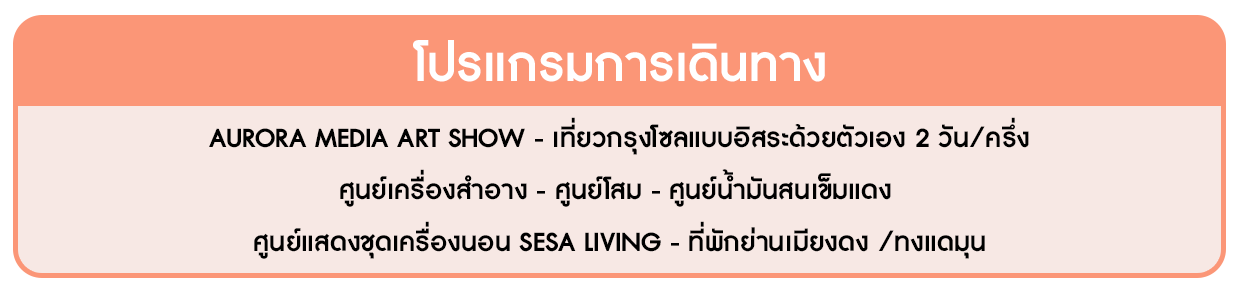 โปรแกรมการเดินทาง
AURORA MEDIA ART SHOW - เที่ยวกรุงโซลแบบอิสระด้วยตัวเอง 2 วัน/ครึ่ง
ศูนย์เครื่องสำอาง - ศูนย์โสม - ศูนย์น้ำมันสนเข็มแดง
ศูนย์แสดงชุดเครื่องนอน SESA LIVING - ที่พักย่านเมียงดง /ทงแดมุน